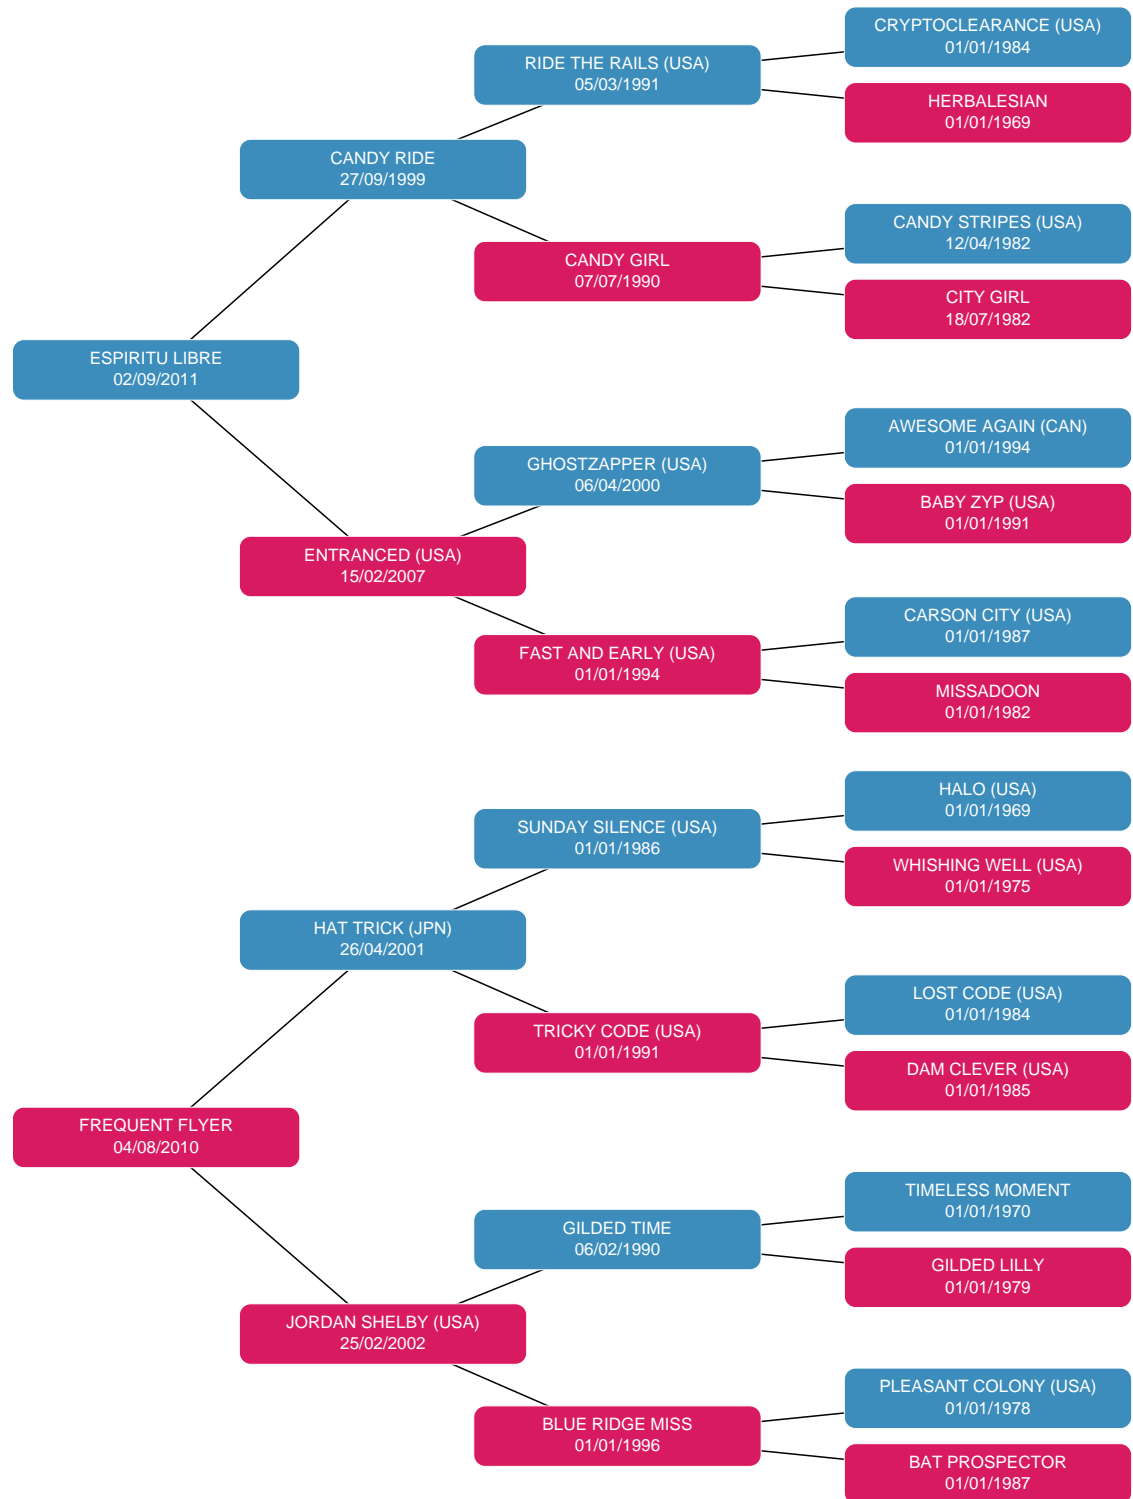 CRYPTOCLEARANCE (USA)
01/01/1984
RIDE THE RAILS (USA)
05/03/1991
HERBALESIAN
01/01/1969
CANDY RIDE
27/09/1999
CANDY STRIPES (USA)
12/04/1982
CANDY GIRL
07/07/1990
CITY GIRL
18/07/1982
ESPIRITU LIBRE
02/09/2011
AWESOME AGAIN (CAN)
01/01/1994
GHOSTZAPPER (USA)
06/04/2000
BABY ZYP (USA)
01/01/1991
ENTRANCED (USA)
15/02/2007
CARSON CITY (USA)
01/01/1987
FAST AND EARLY (USA)
01/01/1994
MISSADOON
01/01/1982
HALO (USA)
01/01/1969
SUNDAY SILENCE (USA)
01/01/1986
WHISHING WELL (USA)
01/01/1975
HAT TRICK (JPN)
26/04/2001
LOST CODE (USA)
01/01/1984
TRICKY CODE (USA)
01/01/1991
DAM CLEVER (USA)
01/01/1985
FREQUENT FLYER
04/08/2010
TIMELESS MOMENT
01/01/1970
GILDED TIME
06/02/1990
GILDED LILLY
01/01/1979
JORDAN SHELBY (USA)
25/02/2002
PLEASANT COLONY (USA)
01/01/1978
BLUE RIDGE MISS
01/01/1996
BAT PROSPECTOR
01/01/1987